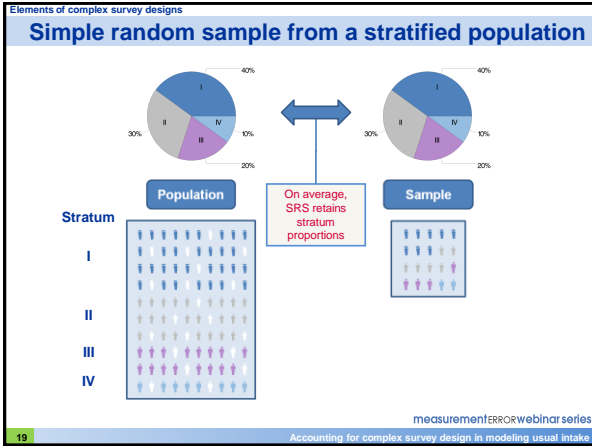 Elements of complex survey designs
Simple random sample from a stratified population
40%
I
II
IV
III
30%
10%
20%
40%
I
II
IV
III
30%
10%
20%
Population
On average,
SRS retains
stratum
proportions
Sample
Stratum
I
II
III
IV
measurementERRORwebinarseries
19
Accounting for complex survey design in modeling usual intake